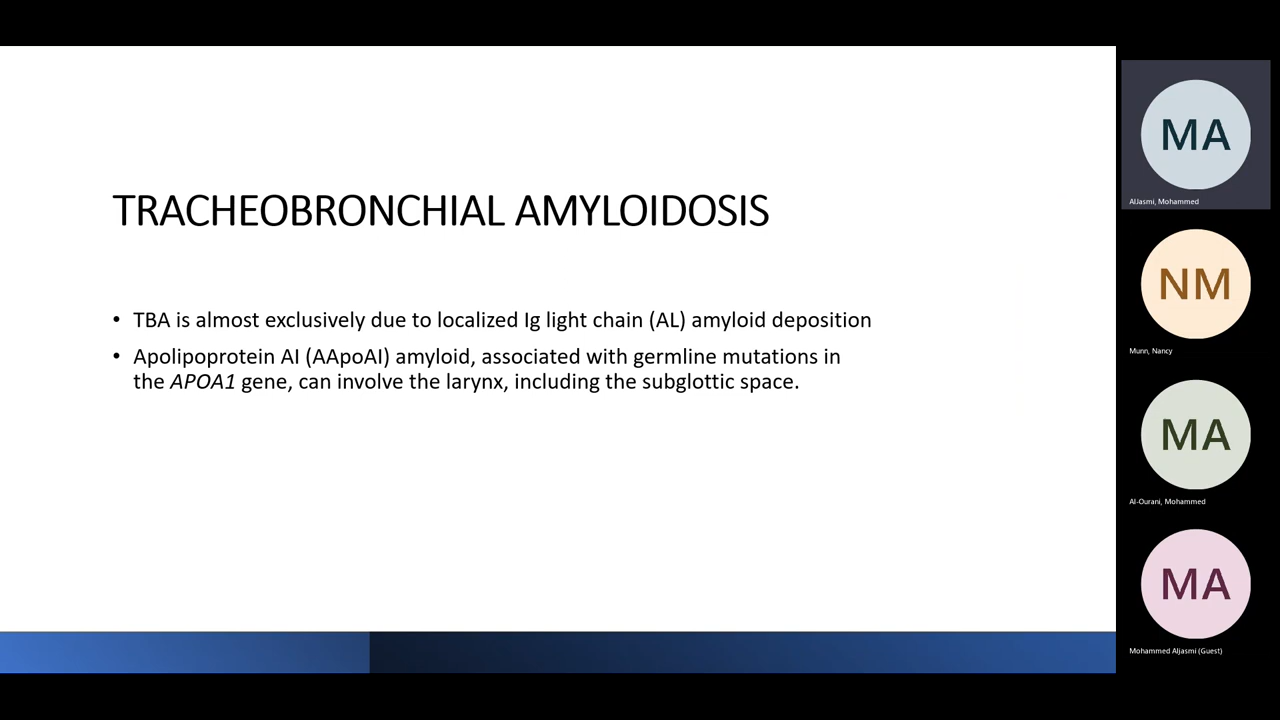 TRACHEOBRONCHIAL AMYLOIDOSIS
• TBA is almost exclusively due to localized Ig light chain (AL) amyloid deposition
• Apolipoprotein AI (AApoAI) amyloid, associated with germline mutations in
the APOA1 gene, can involve the larynx, including the subglottic space.
MA
AlJasmi, Mohammed
NM
Munn, Nancy
MA
Al-Ourani, Mohammed
MA
Mohammed Aljasmi (Guest)